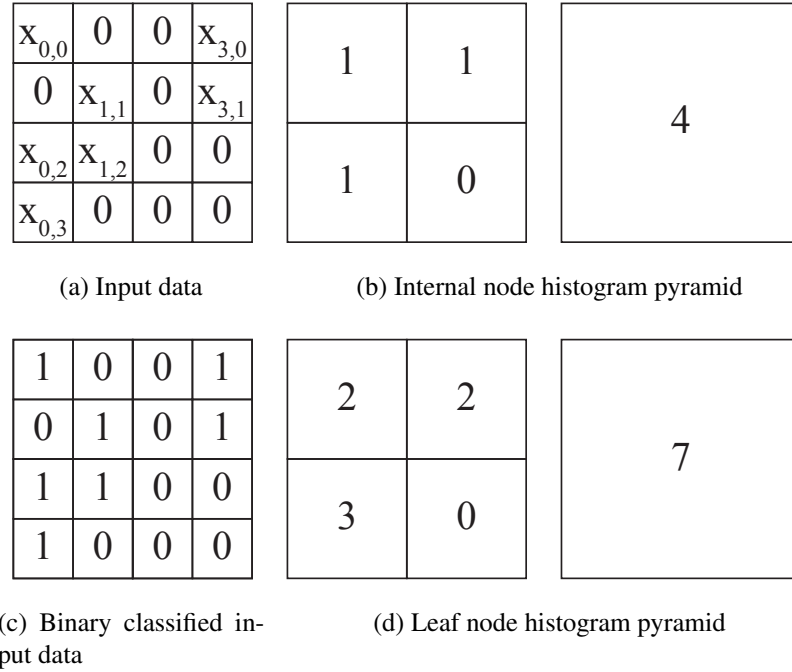 x0,0 0 0 x3,0
0 x1,1 0 x3,1
x0,2 x1,2 0 0
x0,3 0 0 0
1 1
1 0
4
(a) Input data
(b) Internal node histogram pyramid
1 0 0 1
0 1 0 1
1 1 0 0
1 0 0 0
2 2
3 0
7
(c) Binary classified in-
put data
(d) Leaf node histogram pyramid